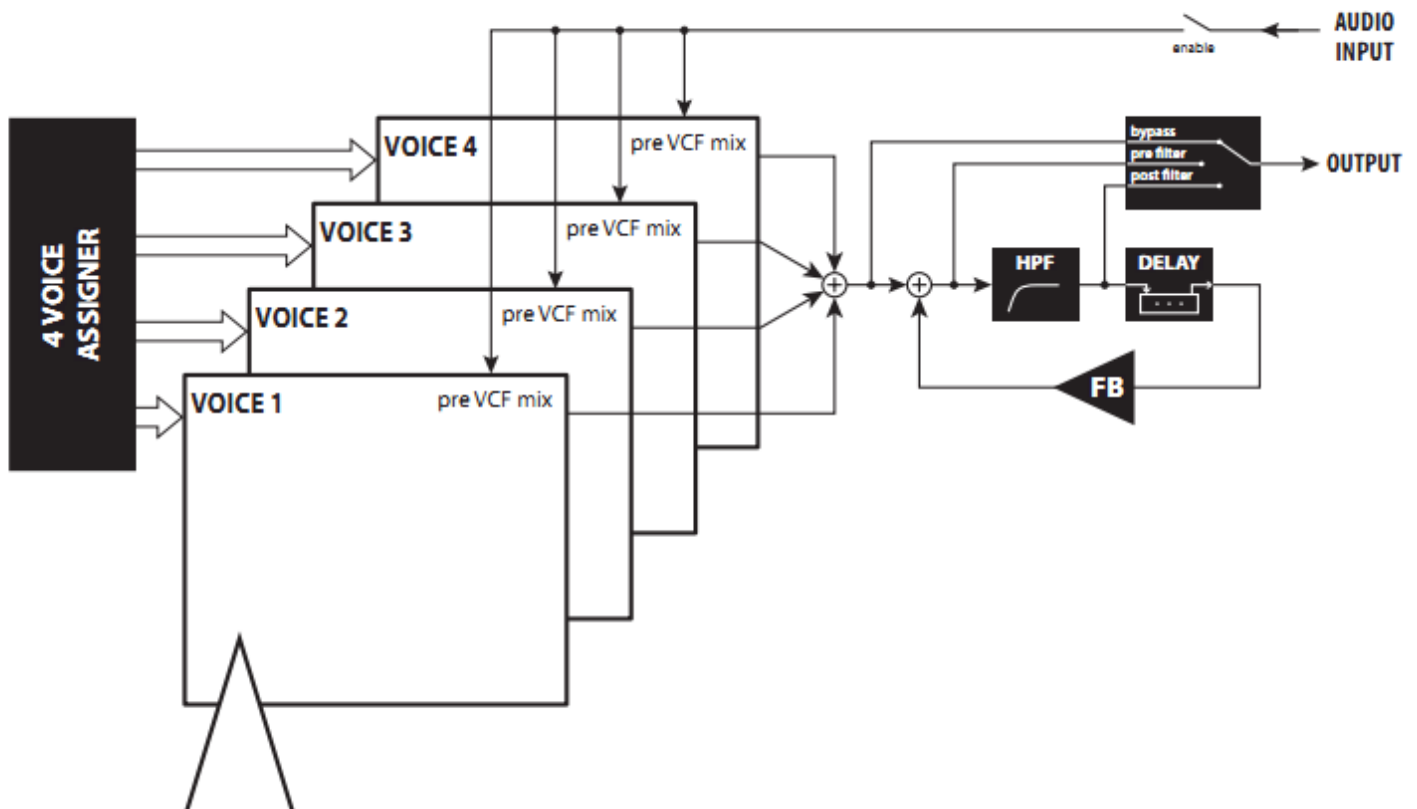 AUDIO
INPUT
enable
4 VOICE
ASSIGNER
VOICE 4
pre VCF mix
VOICE 3
pre VCF mix
VOICE 2
pre VCF mix
VOICE 1
pre VCF mix
bypass
pre filter
post filter
OUTPUT
HPF
DELAY
FB